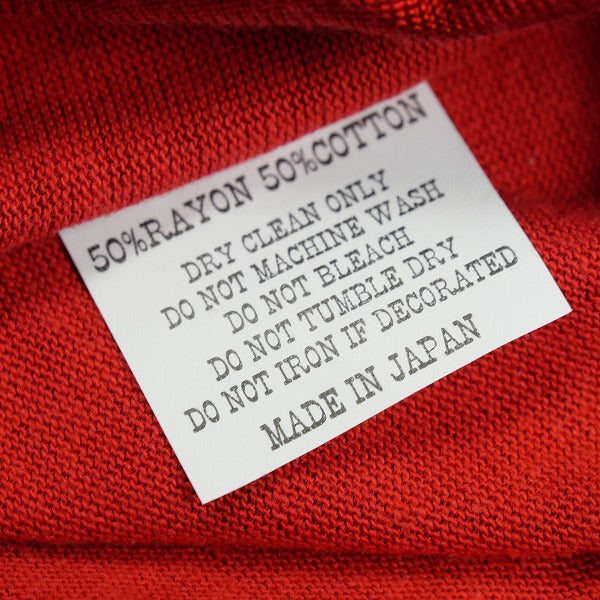 50%RAYON 50%COTTON
DRY CLEAN ONLY
DO NOT MACHINE WASH
DO NOT BLEACH
DO NOT TUMBLE DRY
DO NOT IRON IF DECORATED
MADE IN JAPAN